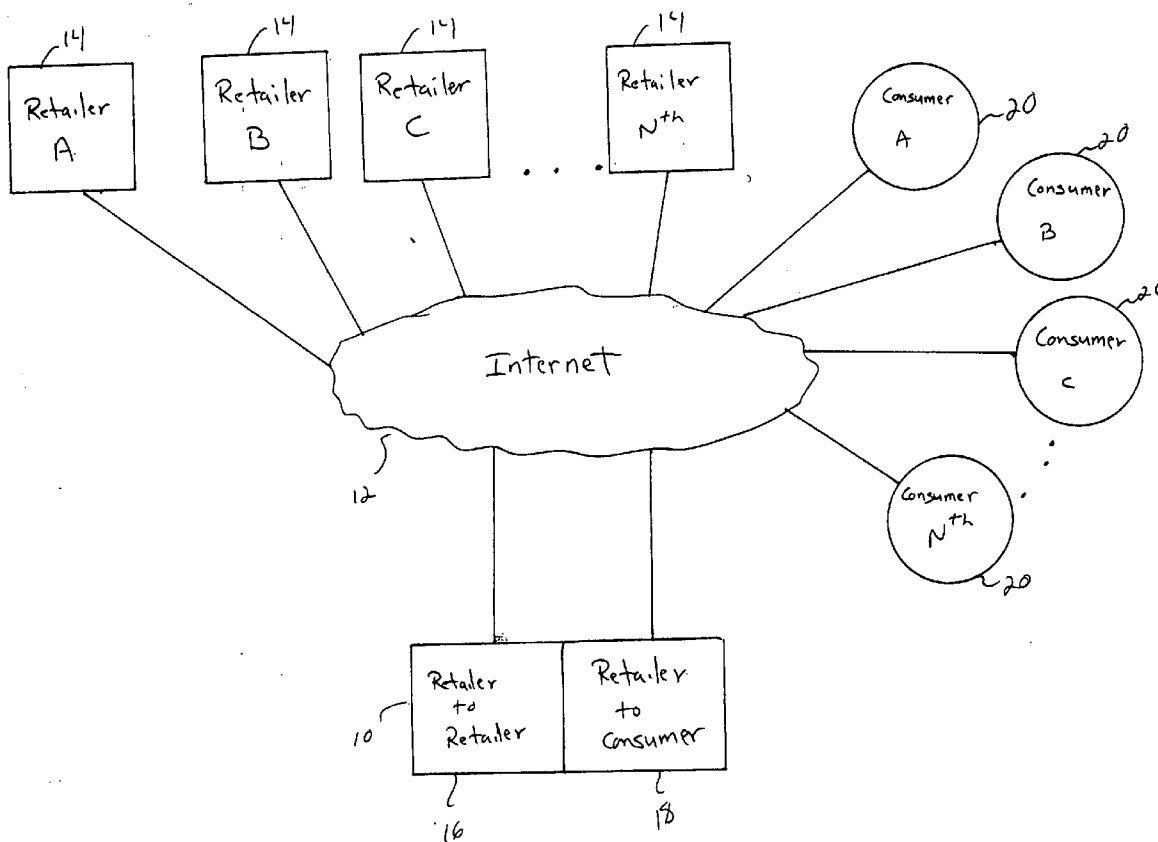 14
14
14
14
Retailer
A
Retailer
B
Retailer
C
. . .
Retailer
Nth
Consumer
A
20
Consumer
B
20
Consumer
C
20
Consumer
Nth
20
Internet
12
Retailer
to
Retailer
Retailer
to
Consumer
10
16
18